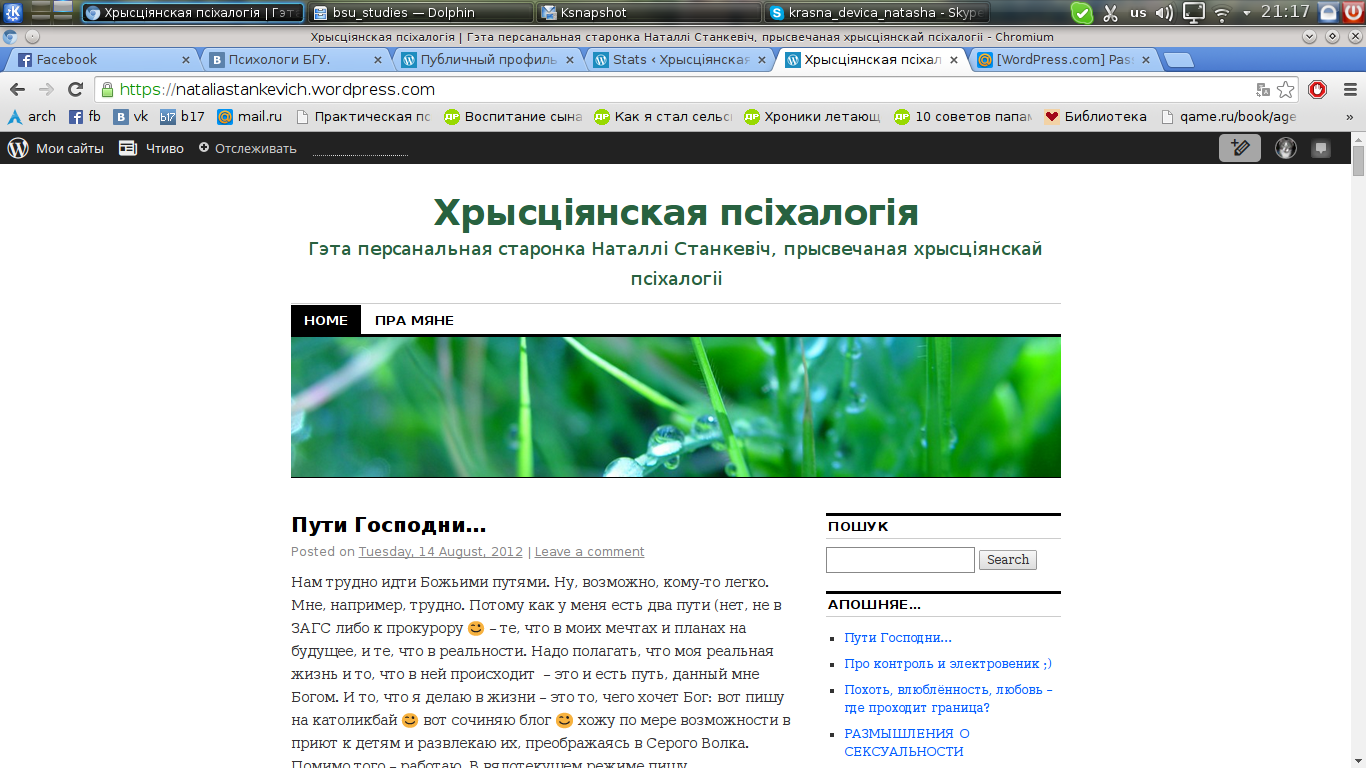 Хрысціянская псіхалогія | Гэта
bsu_studies — Dolphin
Ksnapshot
krasna_devica_natasha - Skype
us
21:17
Хрысціянская псіхалогія | Гэта персанальная старонка Наталлі Станкевіч, прысвечаная хрысціянскай псіхалогіі - Chromium
Facebook
Психологи БГУ.
Публичный профиль
Stats ‹ Хрысціянская
Хрысціянская псіхал
[WordPress.com] Pas
https://nataliastankevich.wordpress.com
arch
fb
vk
b17
mail.ru
Практическая пс
Воспитание сына
Как я стал сельс
Хроники летающ
10 советов папам
Библиотека
qame.ru/book/age
»
Мои сайты
Чтиво
Отслеживать
Хрысціянская псіхалогія
Гэта персанальная старонка Наталлі Станкевіч, прысвечаная хрысціянскай
псіхалогіі
HOME
ПРА МЯНЕ
Пути Господни…
Posted on Tuesday, 14 August, 2012 | Leave a comment
Нам трудно идти Божьими путями. Ну, возможно, кому-то легко.
Мне, например, трудно. Потому как у меня есть два пути (нет, не в
ЗАГС либо к прокурору 😉 – те, что в моих мечтах и планах на
будущее, и те, что в реальности. Надо полагать, что моя реальная
жизнь и то, что в ней происходит – это и есть путь, данный мне
Богом. И то, что я делаю в жизни – это то, чего хочет Бог: вот пишу
на католикбай 😉 вот сочиняю блог 😉 хожу по мере возможности в
приют к детям и развлекаю их, преображаясь в Серого Волка.
Помимо того – работаю. В вялотекущем режиме пишу
ПОШУК
Search
АПОШНЯЕ…
Пути Господни…
Про контроль и электровеник ;)
Похоть, влюблённость, любовь –
где проходит граница?
РАЗМЫШЛЕНИЯ О
СЕКСУАЛЬНОСТИ